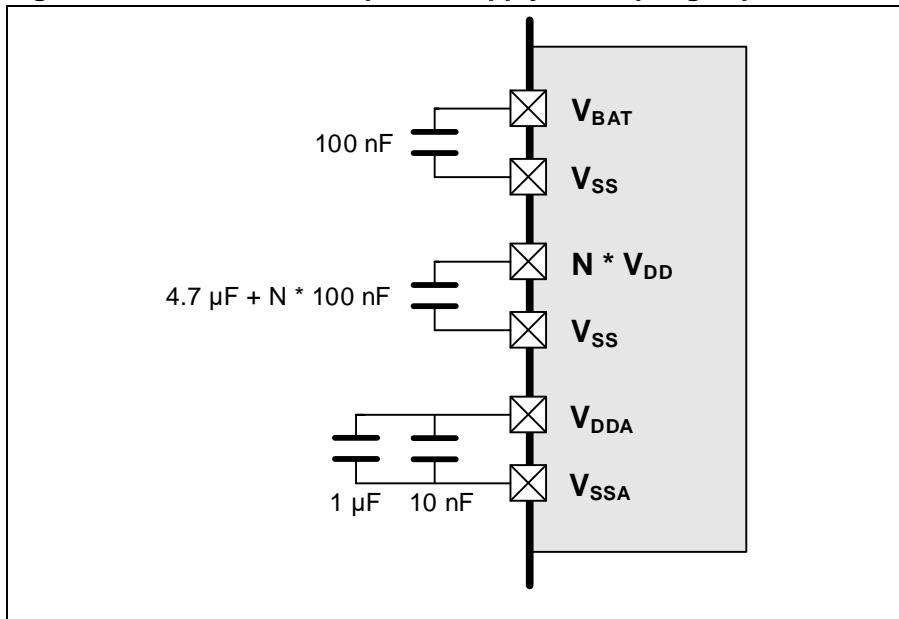 100 nF
V_BAT
V_SS
4.7 µF + N * 100 nF
N * V_DD
V_SS
1 µF
10 nF
V_DDA
V_SSA